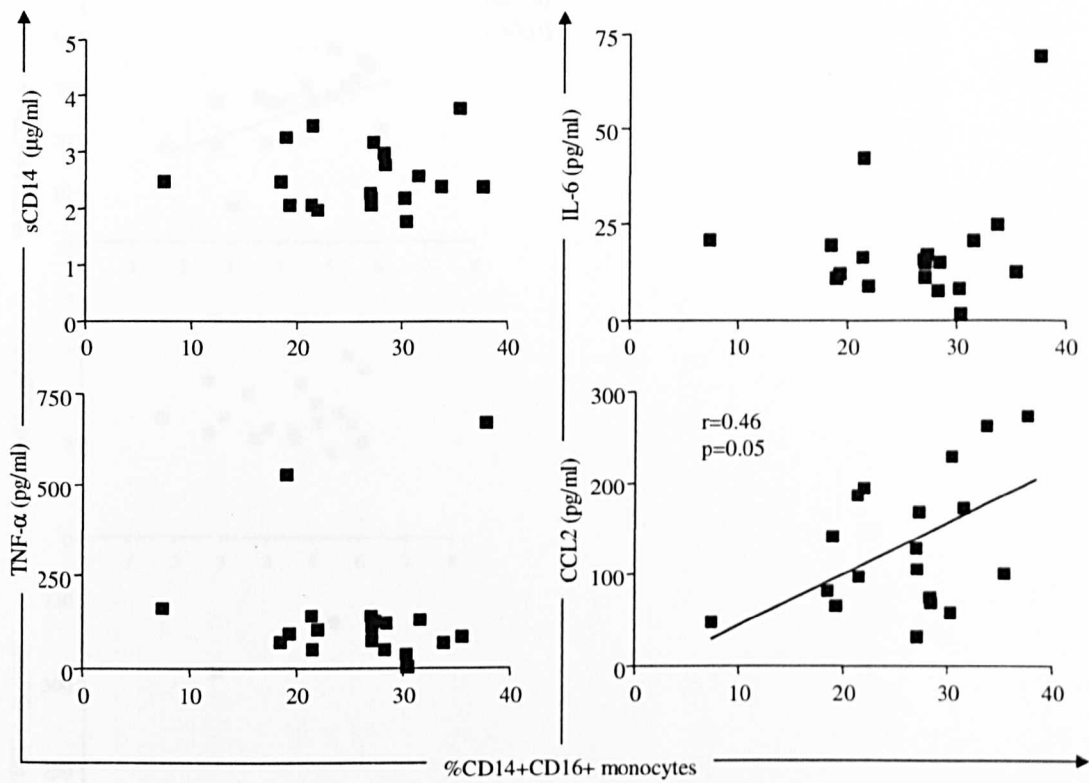 5
4
3
2
1
0
0 10 20 30 40
sCD14 (µg/ml)
75
50
25
0
0 10 20 30 40
IL-6 (pg/ml)
750
500
250
0
0 10 20 30 40
TNF-α (pg/ml)
300
200
100
0
0 10 20 30 40
CCL2 (pg/ml)
r=0.46
p=0.05
%CD14+CD16+ monocytes